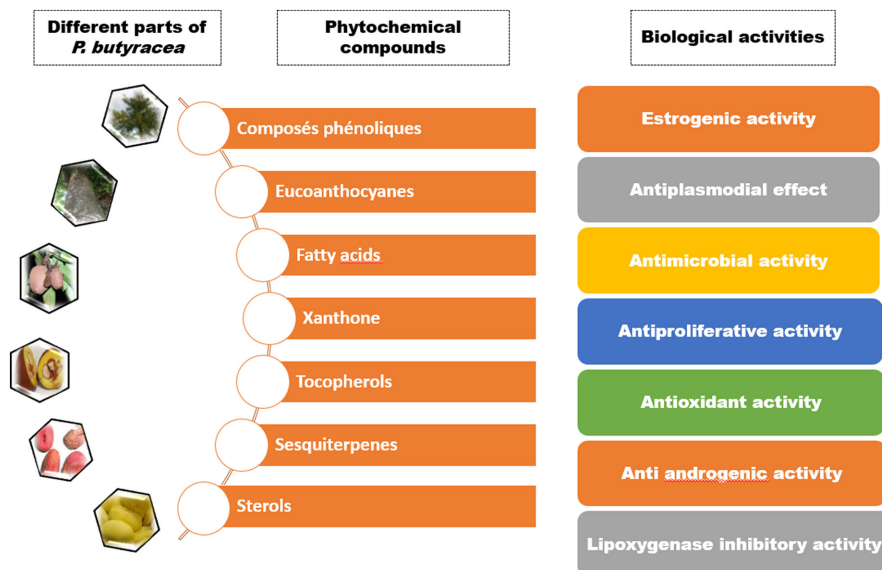 Different parts of
P. butyracea
Phytochemical
compounds
Biological activities
Composés phénoliques
Eucoanthocyanes
Fatty acids
Xanthone
Tocopherols
Sesquiterpenes
Sterols
Estrogenic activity
Antiplasmodial effect
Antimicrobial activity
Antiproliferative activity
Antioxidant activity
Anti androgenic activity
Lipoxygenase inhibitory activity